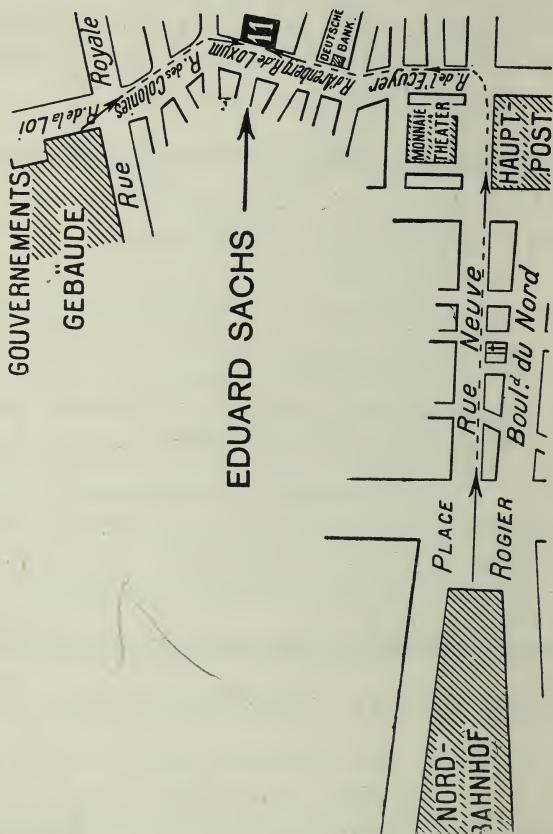 GOUVERNEMENTS-
GEBÄUDE
R. de la LOI
Rue
Royale
R. des Colonies
11
R. de Loxum
R. d'Arenberg
DEUTSCHE
BANK.
R. de l'Ecuyer
MONNAIE
THEATER
HAUPT-
POST
EDUARD SACHS
Rue Neuve
Boul.d du Nord
PLACE
ROGIER
NORD-
BAHNHOF